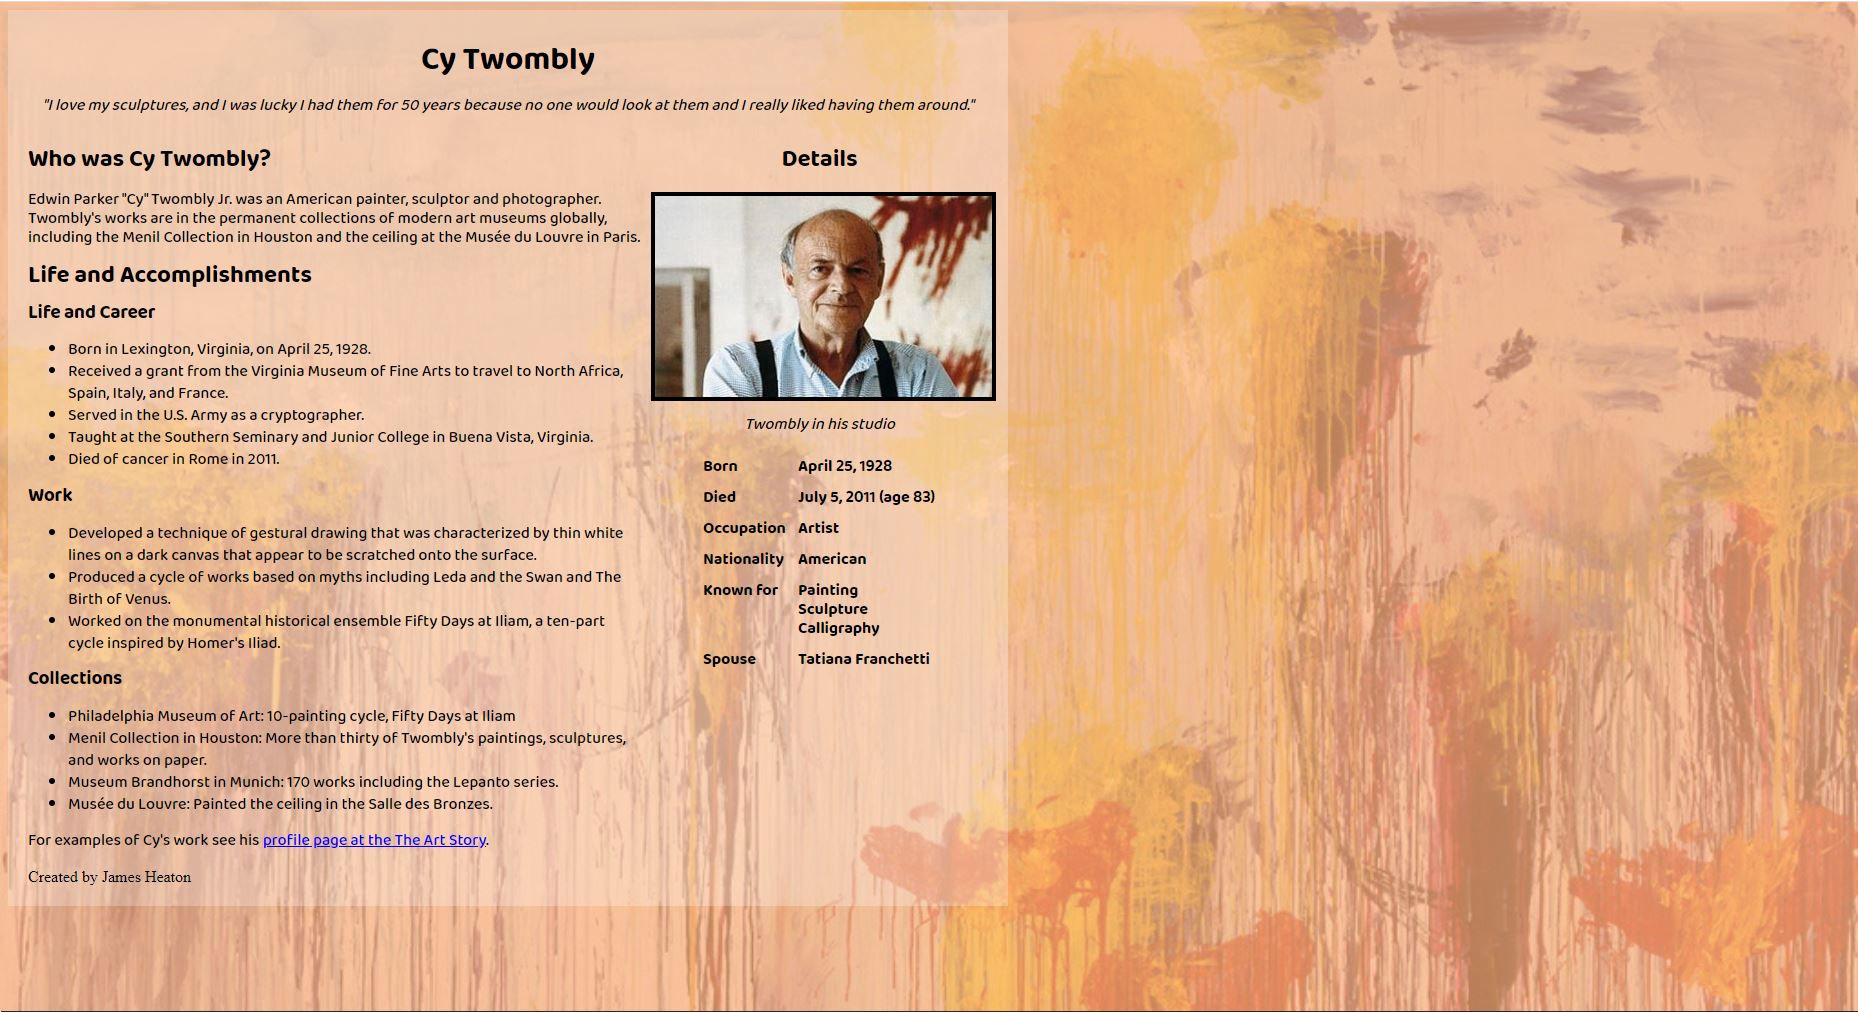 Cy Twombly
"I love my sculptures, and I was lucky I had them for 50 years because no one would look at them and I really liked having them around."
Who was Cy Twombly?
Edwin Parker "Cy" Twombly Jr. was an American painter, sculptor and photographer.
Twombly's works are in the permanent collections of modern art museums globally,
including the Menil Collection in Houston and the ceiling at the Musée du Louvre in Paris.
Life and Accomplishments
Life and Career
Born in Lexington, Virginia, on April 25, 1928.
Received a grant from the Virginia Museum of Fine Arts to travel to North Africa,
Spain, Italy, and France.
Served in the U.S. Army as a cryptographer.
Taught at the Southern Seminary and Junior College in Buena Vista, Virginia.
Died of cancer in Rome in 2011.
Work
Developed a technique of gestural drawing that was characterized by thin white
lines on a dark canvas that appear to be scratched onto the surface.
Produced a cycle of works based on myths including Leda and the Swan and The
Birth of Venus.
Worked on the monumental historical ensemble Fifty Days at Iliam, a ten-part
cycle inspired by Homer's Iliad.
Collections
Philadelphia Museum of Art: 10-painting cycle, Fifty Days at Iliam
Menil Collection in Houston: More than thirty of Twombly's paintings, sculptures,
and works on paper.
Museum Brandhorst in Munich: 170 works including the Lepanto series.
Musée du Louvre: Painted the ceiling in the Salle des Bronzes.
For examples of Cy's work see his profile page at the The Art Story.
Created by James Heaton
Details
Twombly in his studio
Born April 25, 1928
Died July 5, 2011 (age 83)
Occupation Artist
Nationality American
Known for Painting
Sculpture
Calligraphy
Spouse Tatiana Franchetti